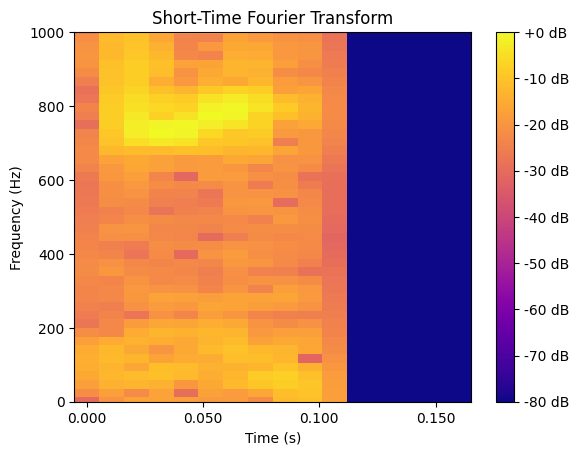 Short-Time Fourier Transform
1000
800
600
400
200
0
Frequency (Hz)
0.000
0.050
0.100
0.150
Time (s)
+0 dB
-10 dB
-20 dB
-30 dB
-40 dB
-50 dB
-60 dB
-70 dB
-80 dB